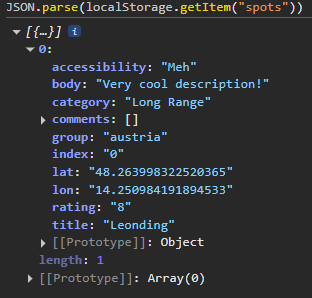 JSON.parse(localStorage.getItem("spots"))
▼ [{…}] i
▼ 0:
accessibility: "Meh"
body: "Very cool description!"
category: "Long Range"
▶ comments: []
group: "austria"
index: "0"
lat: "48.263998322520365"
lon: "14.250984191894533"
rating: "8"
title: "Leonding"
▶ [[Prototype]]: Object
length: 1
▶ [[Prototype]]: Array(0)